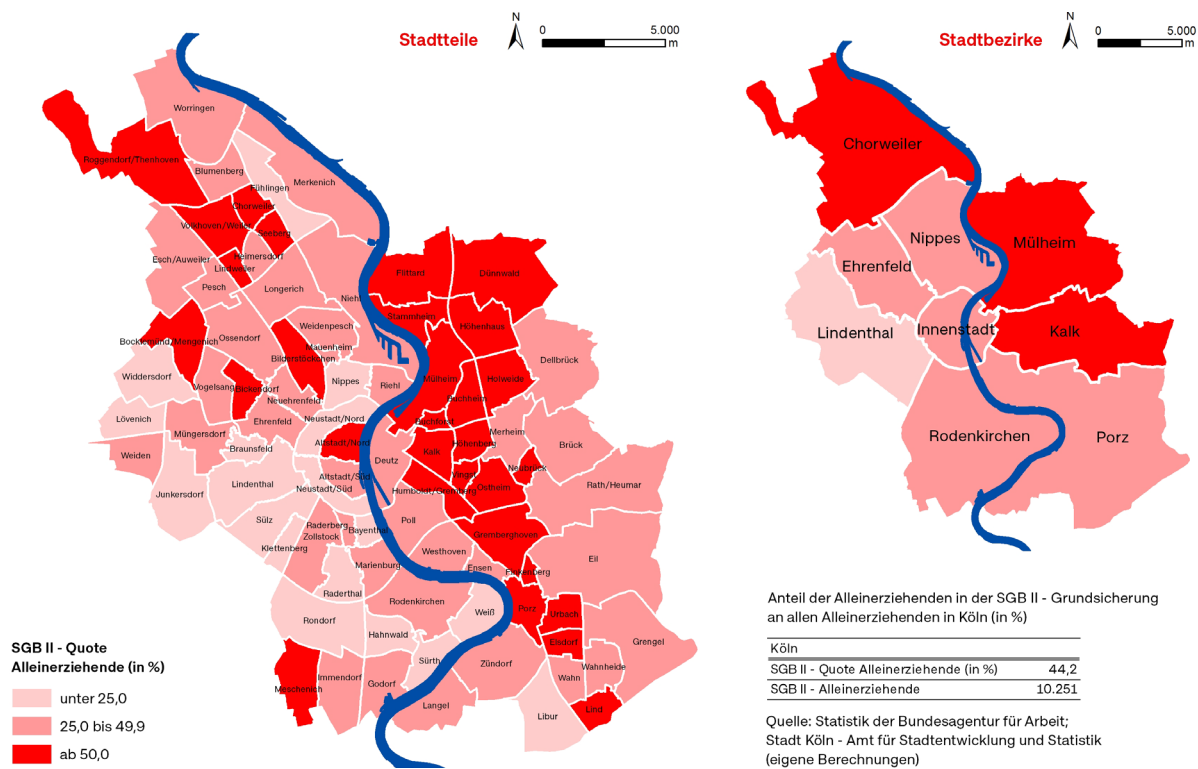 Stadtteile
N
0
5.000
m
Worringen
Roggendorf/Thenhoven
Blumenberg
Fühlingen
Merkenich
Chorweiler
Volkhoven/Weiler
Seeberg
Esch/Auweiler
Heimersdorf
Lindweiler
Pesch
Longerich
Niehl
Flittard
Dünnwald
Stammheim
Höhenhaus
Weidenpesch
Ossendorf
Mauenheim
Bocklemünd/Mengenich
Bilderstöckchen
Dellbrück
Widdersdorf
Vogelsang
Bickendorf
Nippes
Riehl
Mülheim
Holweide
Neuehrenfeld
Buchheim
Lövenich
Ehrenfeld
Neustadt/Nord
Buchforst
Müngersdorf
Merheim
Weiden
Braunsfeld
Altstadt/Nord
Kalk
Höhenberg
Brück
Deutz
Neubrück
Junkersdorf
Lindenthal
Altstadt/Süd
Neustadt/Süd
Humboldt/Gremberg
Vingst
Ostheim
Rath/Heumar
Sülz
Raderberg
Zollstock
Bayenthal
Poll
Gremberghoven
Klettenberg
Westhoven
Eil
Marienburg
Ensen
Finkenberg
Raderthal
Rodenkirchen
Weiß
Porz
Urbach
Rondorf
Hahnwald
Elsdorf
Grengel
Sürth
Zündorf
Wahnheide
Wahn
Meschenich
Immendorf
Godorf
Langel
Libur
Lind
SGB II - Quote
Alleinerziehende (in %)
unter 25,0
25,0 bis 49,9
ab 50,0
Stadtbezirke
N
0
5.000
m
Chorweiler
Nippes
Mülheim
Ehrenfeld
Lindenthal
Innenstadt
Kalk
Rodenkirchen
Porz
Anteil der Alleinerziehenden in der SGB II - Grundsicherung
an allen Alleinerziehenden in Köln (in %)
Köln
SGB II - Quote Alleinerziehende (in %) 44,2
SGB II - Alleinerziehende 10.251
Quelle: Statistik der Bundesagentur für Arbeit;
Stadt Köln - Amt für Stadtentwicklung und Statistik
(eigene Berechnungen)